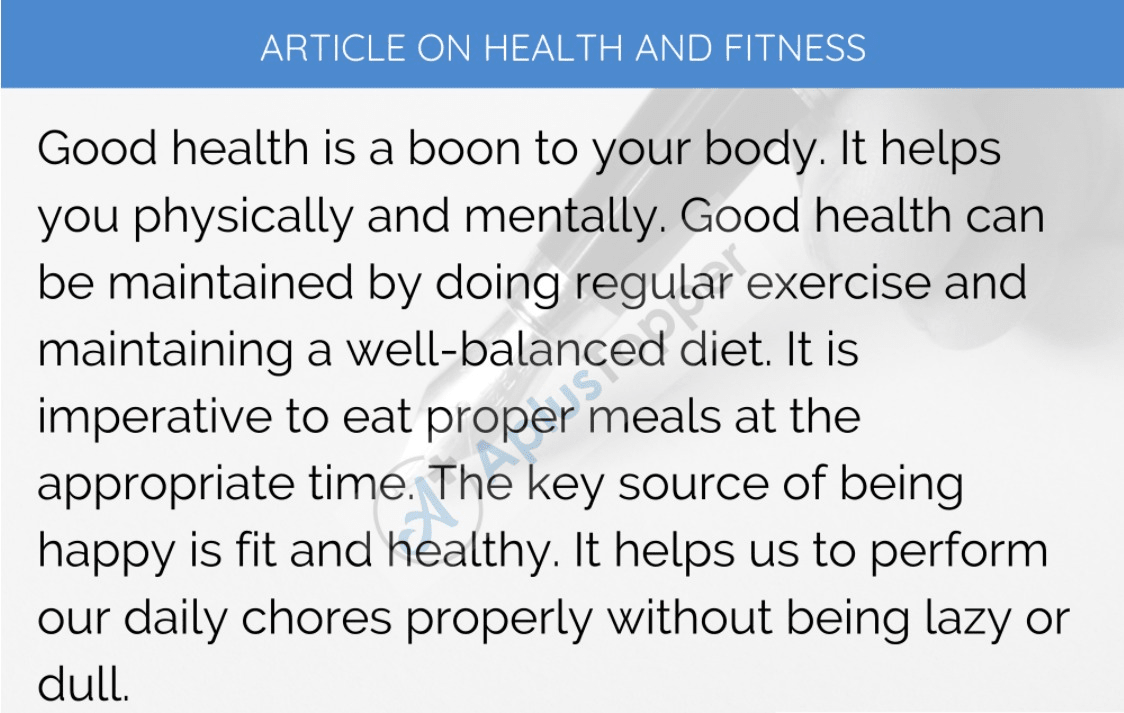 ARTICLE ON HEALTH AND FITNESS
Good health is a boon to your body. It helps
you physically and mentally. Good health can
be maintained by doing regular exercise and
maintaining a well-balanced diet. It is
imperative to eat proper meals at the
appropriate time. The key source of being
happy is fit and healthy. It helps us to perform
our daily chores properly without being lazy or
dull.
A+ AplusTopper